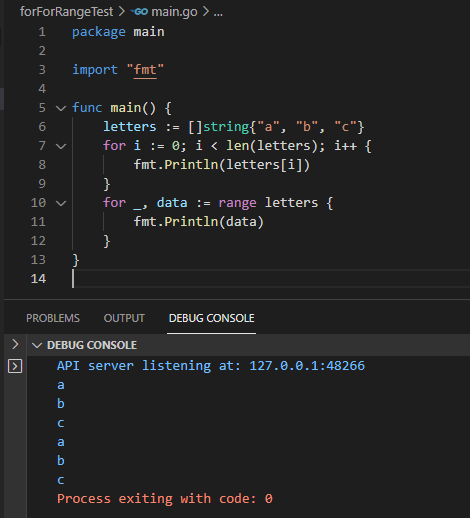 forForRangeTest > GO main.go > ...
1 package main
2
3 import "fmt"
4
5 func main() {
6     letters := []string{"a", "b", "c"}
7     for i := 0; i < len(letters); i++ {
8         fmt.Println(letters[i])
9     }
10     for _, data := range letters {
11         fmt.Println(data)
12     }
13 }
14
PROBLEMS OUTPUT DEBUG CONSOLE
DEBUG CONSOLE
API server listening at: 127.0.0.1:48266
a
b
c
a
b
c
Process exiting with code: 0